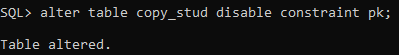 SQL> alter table copy_stud disable constraint pk;
Table altered.